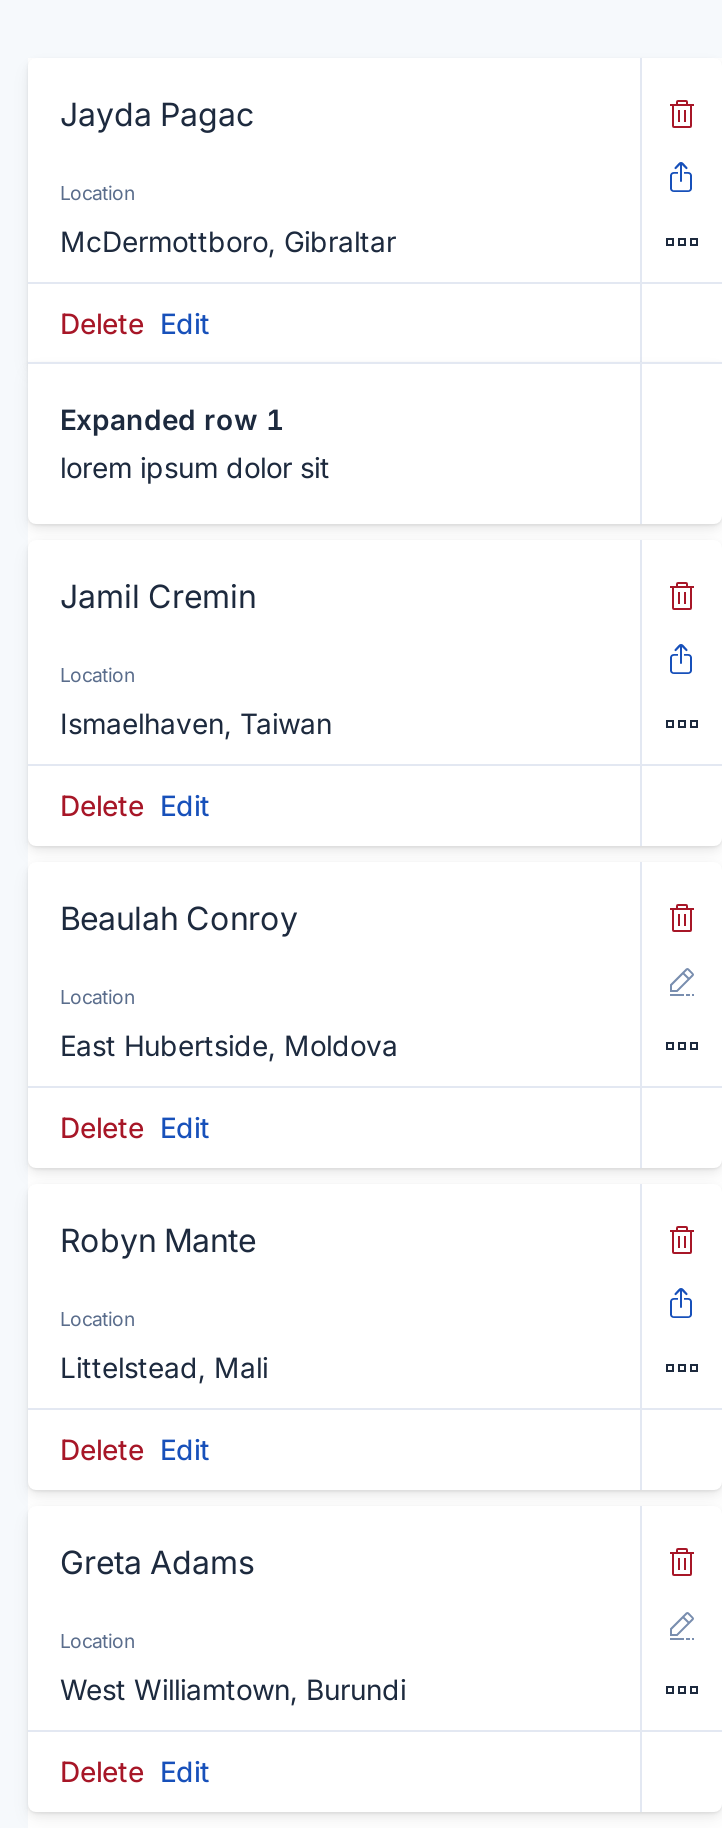 Jayda Pagac
Location
McDermottboro, Gibraltar
Delete Edit
Expanded row 1
lorem ipsum dolor sit
Jamil Cremin
Location
Ismaelhaven, Taiwan
Delete Edit
Beaulah Conroy
Location
East Hubertside, Moldova
Delete Edit
Robyn Mante
Location
Littelstead, Mali
Delete Edit
Greta Adams
Location
West Williamtown, Burundi
Delete Edit